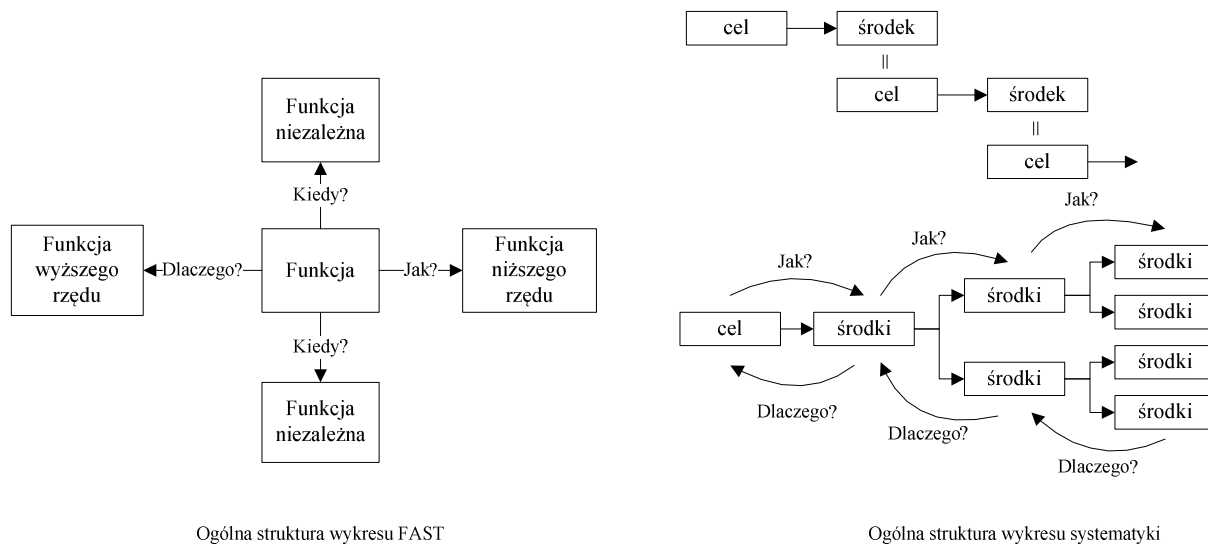 Funkcja
niezależna
Kiedy?
Funkcja
wyższego
rzędu
Dlaczego?
Funkcja
Jak?
Funkcja
niższego
rzędu
Kiedy?
Funkcja
niezależna
Ogólna struktura wykresu FAST
cel
środek
=
cel
środek
=
cel
Jak?
Jak?
Jak?
cel
środki
środki
środki
środki
środki
środki
środki
Dlaczego?
Dlaczego?
Dlaczego?
Ogólna struktura wykresu systematyki